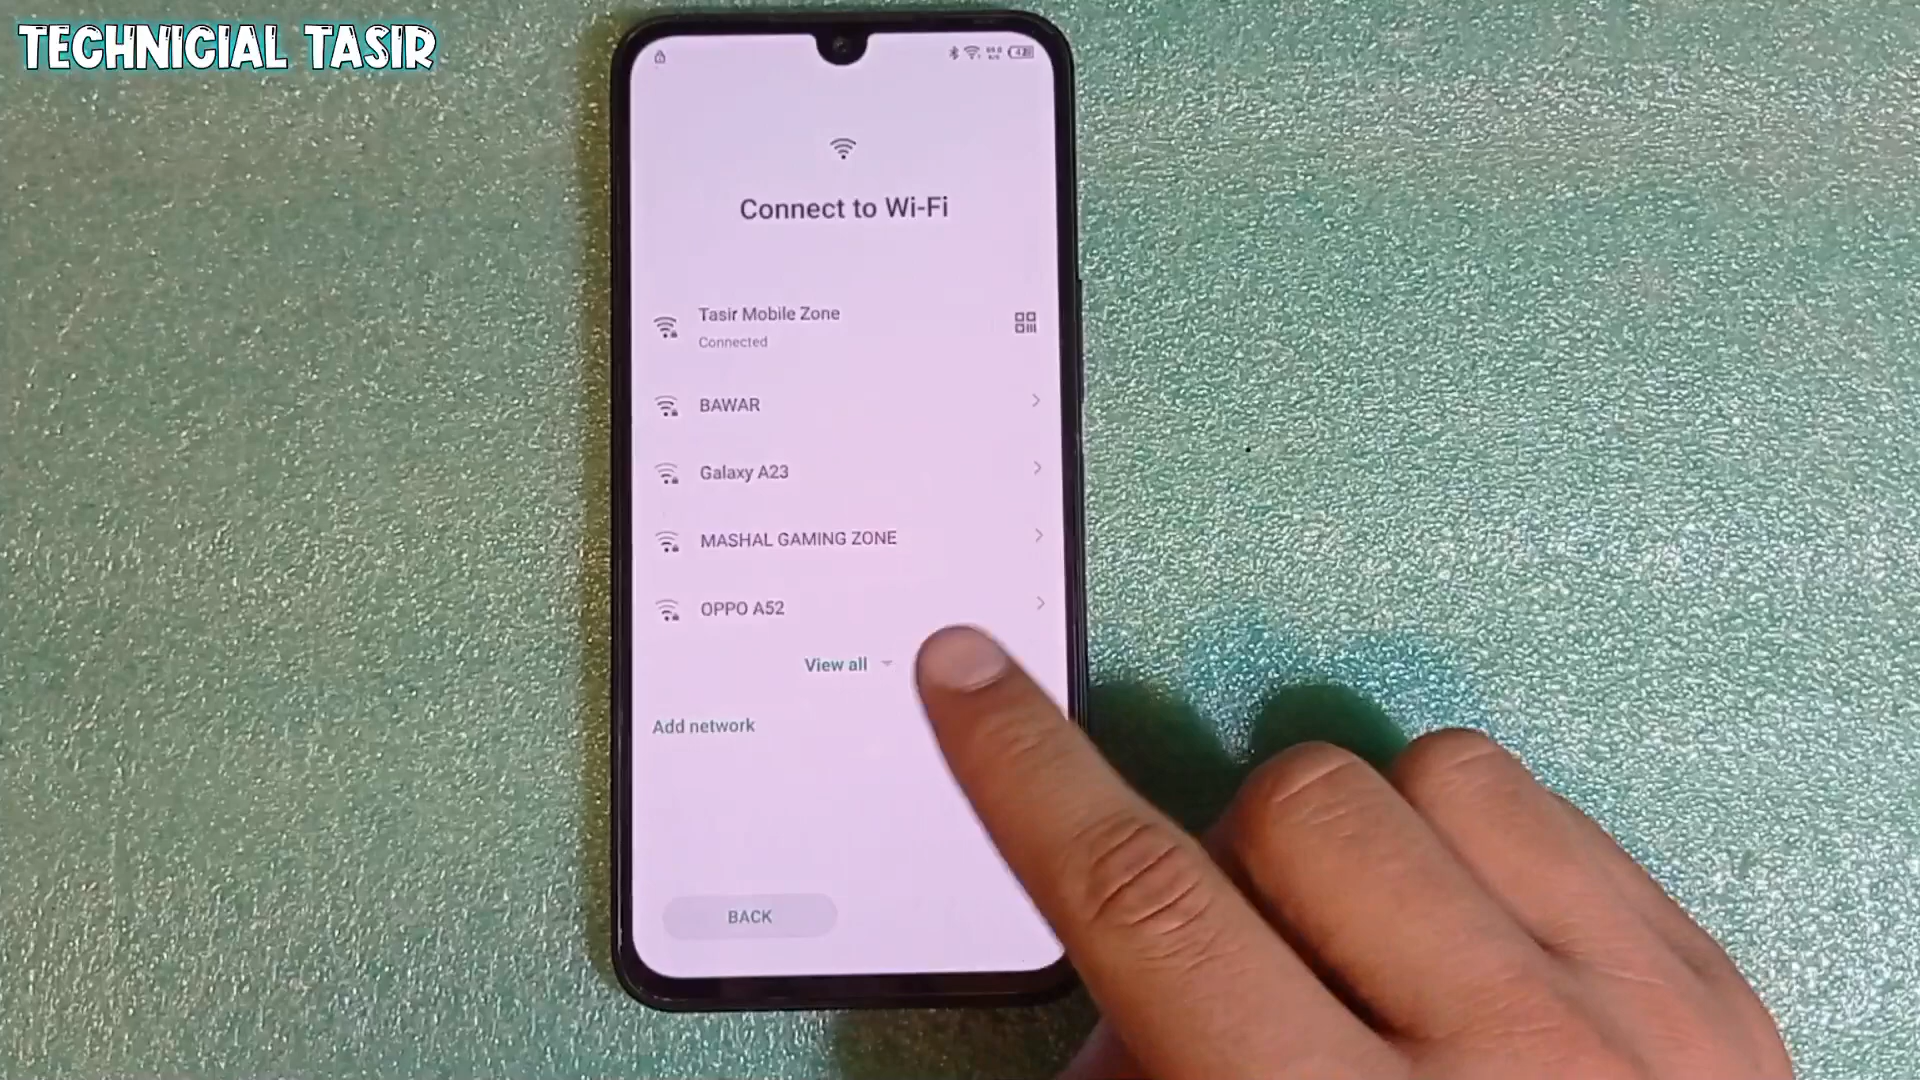 TECHNICIAL TASIR
Connect to Wi-Fi
Tasir Mobile Zone
Connected
BAWAR
Galaxy A23
MASHAL GAMING ZONE
OPPO A52
View all
Add network
BACK